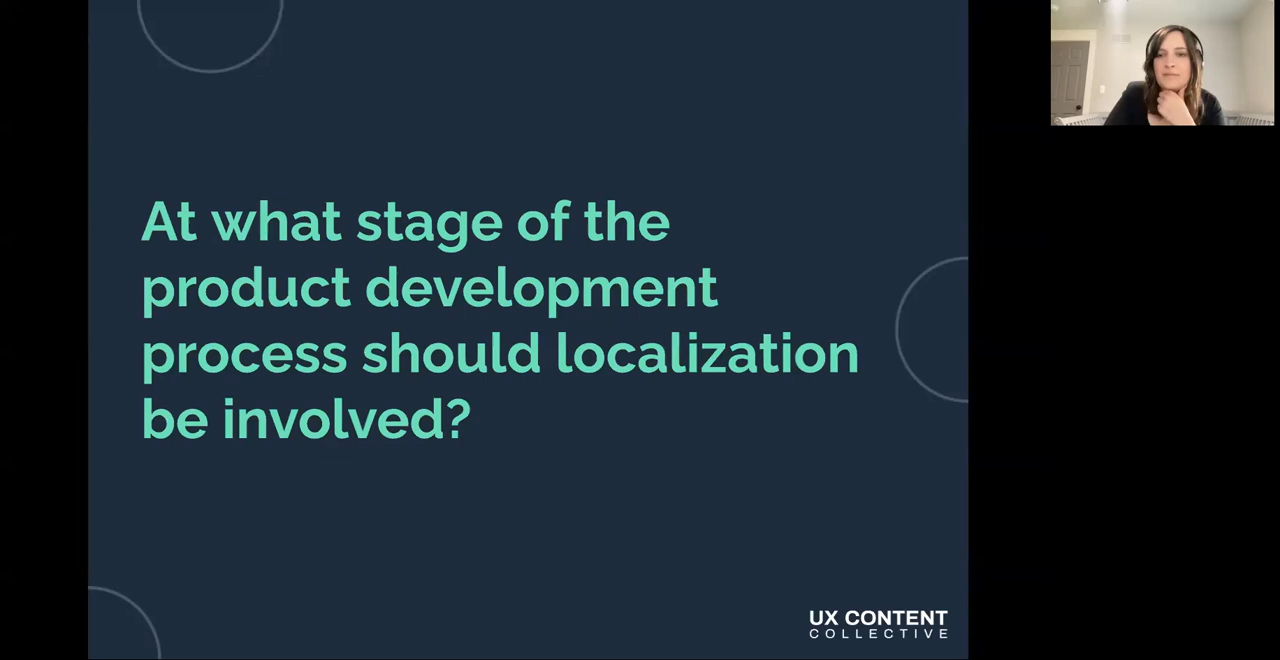 At what stage of the
product development
process should localization
be involved?
UX CONTENT
COLLECTIVE